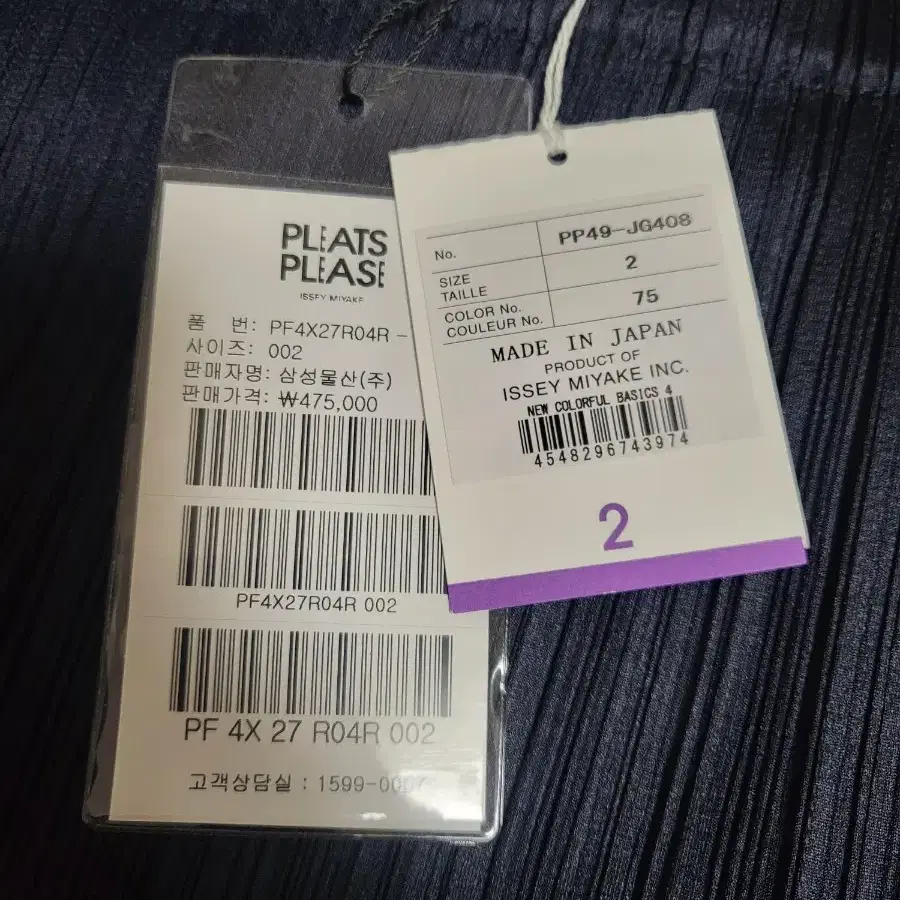 PLEATS
PLEASE
ISSEY MIYAKE
품 번: PF4X27R04R -
사이즈: 002
판매자명: 삼성물산(주)
판매가격: ₩475,000
PF4X27R04R 002
PF 4X 27 R04R 002
고객상담실 : 1599-0007
No. PP49-JG408
SIZE
TAILLE 2
COLOR No.
COULEUR No. 75
MADE IN JAPAN
PRODUCT OF
ISSEY MIYAKE INC.
NEW COLORFUL BASICS 4
4548296743974
2